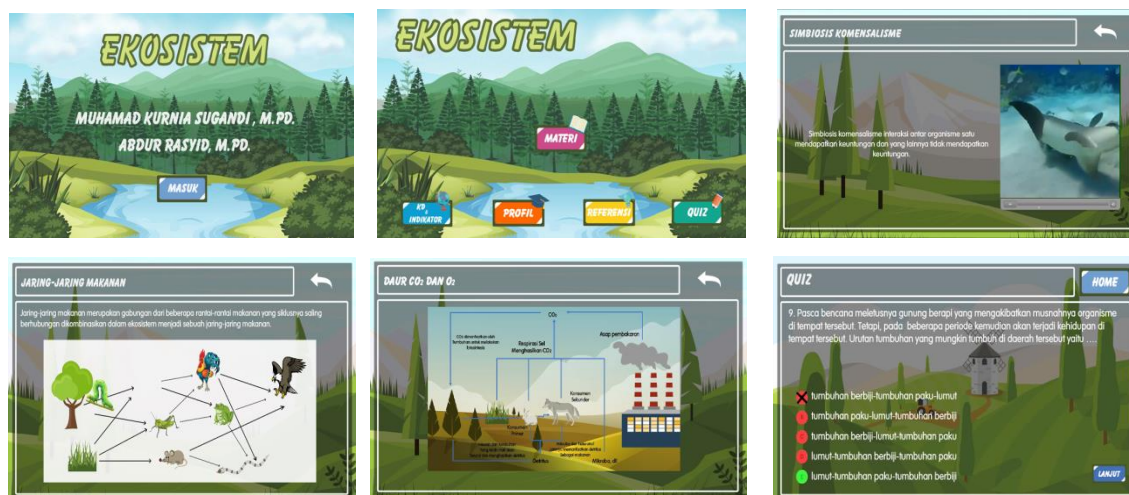 EKOSISTEM
MUHAMAD KURNIA SUGANDI, M.PD.
ABDUR RASYID, M.PD.
MASUK
EKOSISTEM
MATERI
KD & INDIKATOR
PROFIL
REFERENSI
QUIZ
SIMBIOSIS KOMENSALISME
Simbiosis komensalisme interaksi antar organisme satu
mendapatkan keuntungan dan yang lainnya tidak mendapatkan
keuntungan.
JARING-JARING MAKANAN
Jaring-jaring makanan merupakan gabungan dari beberapa rantai-rantai makanan yang siklusnya saling
berhubungan dikombinasikan dalam ekosistem menjadi sebuah jaring-jaring makanan.
DAUR CO₂ DAN O₂
CO₂
Asap pembakaran
Respirasi Sel
Menghasilkan CO₂
Konsumen
Sekunder
Konsumen
Detritus
QUIZ
HOME
9. Pasca bencana meletusnya gunung berapi yang mengakibatkan musnahnya organisme
di tempat tersebut. Tetapi, pada beberapa periode kemudian akan terjadi kehidupan di
tempat tersebut. Urutan tumbuhan yang mungkin tumbuh di daerah tersebut yaitu ....
tumbuhan berbiji-tumbuhan paku-lumut
tumbuhan paku-lumut-tumbuhan berbiji
tumbuhan berbiji-lumut-tumbuhan paku
lumut-tumbuhan berbiji-tumbuhan paku
lumut-tumbuhan paku-tumbuhan berbiji
LANJUT